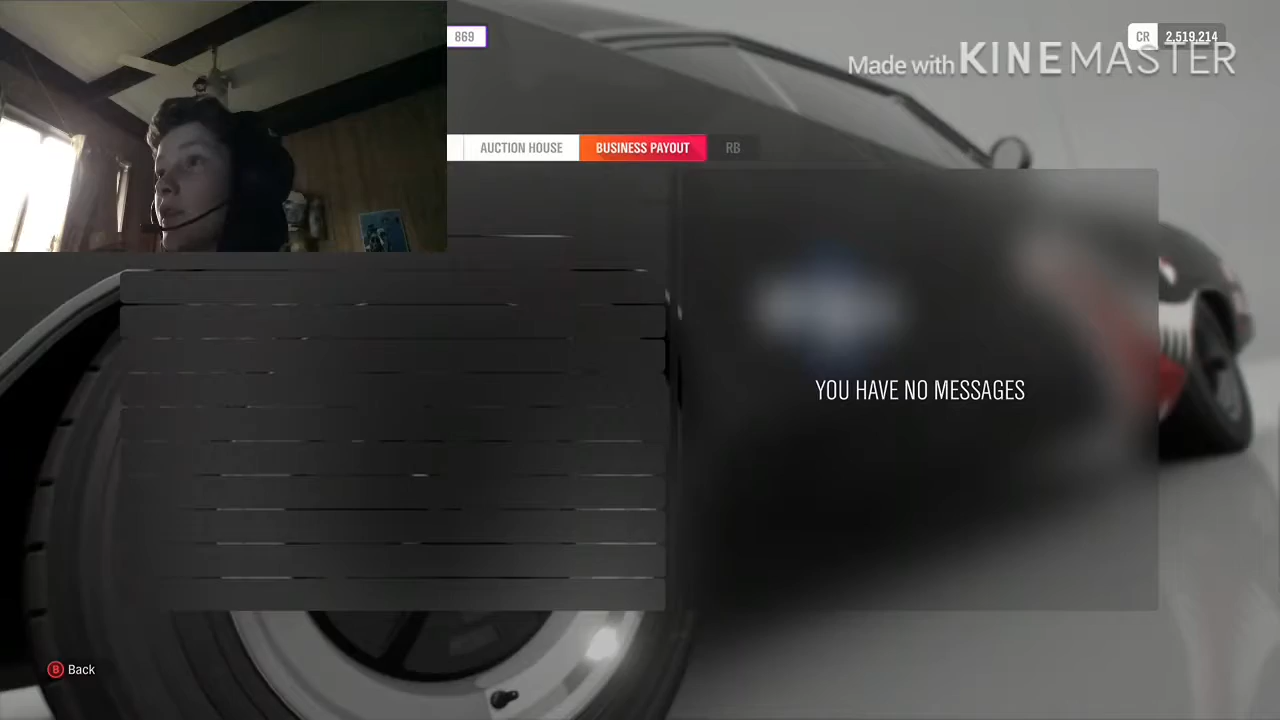 869
CR 2,519,214
Made with KINEMASTER
AUCTION HOUSE BUSINESS PAYOUT RB
YOU HAVE NO MESSAGES
B Back